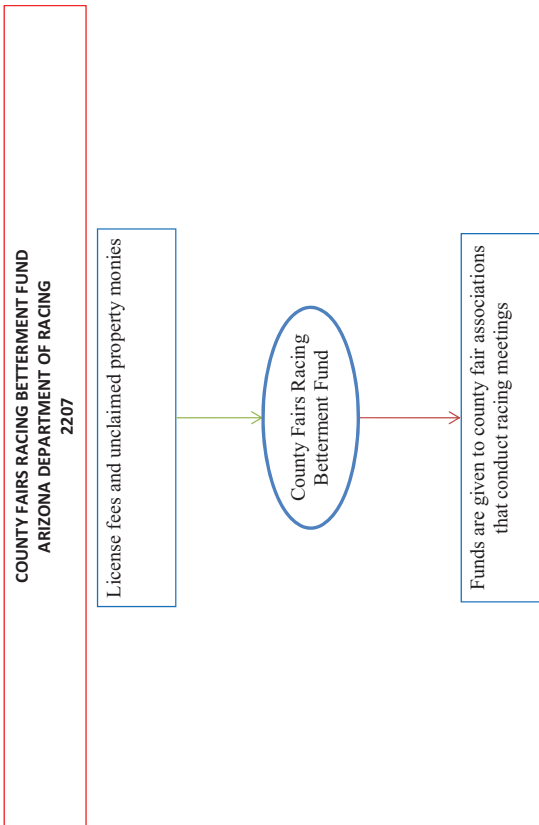 COUNTY FAIRS RACING BETTERMENT FUND
ARIZONA DEPARTMENT OF RACING
2207
License fees and unclaimed property monies
County Fairs Racing
Betterment Fund
Funds are given to county fair associations
that conduct racing meetings